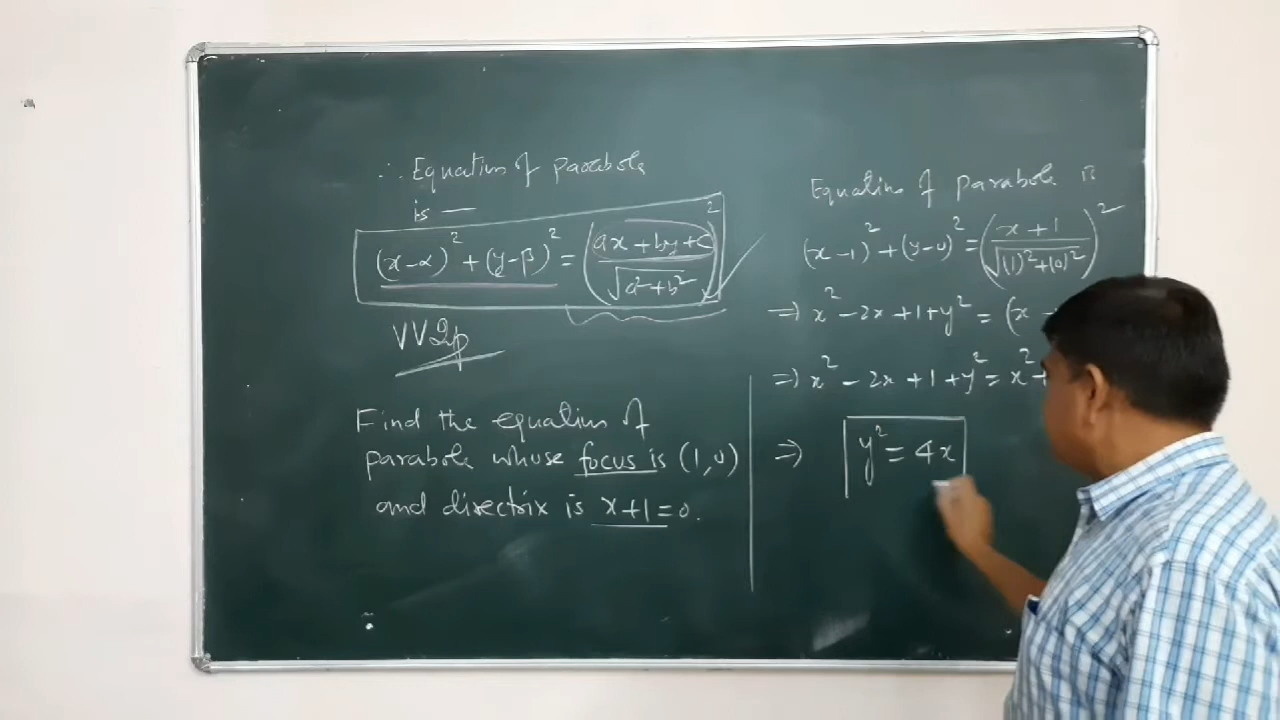 ∴ Equation of parabola
is —
(x-α)² + (y-β)² = (ax+by+c / √a²+b²)²
VVIp
Find the equation of
parabola whose focus is (1,0)
and directrix is x+1=0.
Equation of parabola is
(x-1)² + (y-0)² = (x+1 / √(1)²+(0)²)²
⇒ x² - 2x + 1 + y² = (x
⇒ x² - 2x + 1 + y² = x² +
⇒ y² = 4x